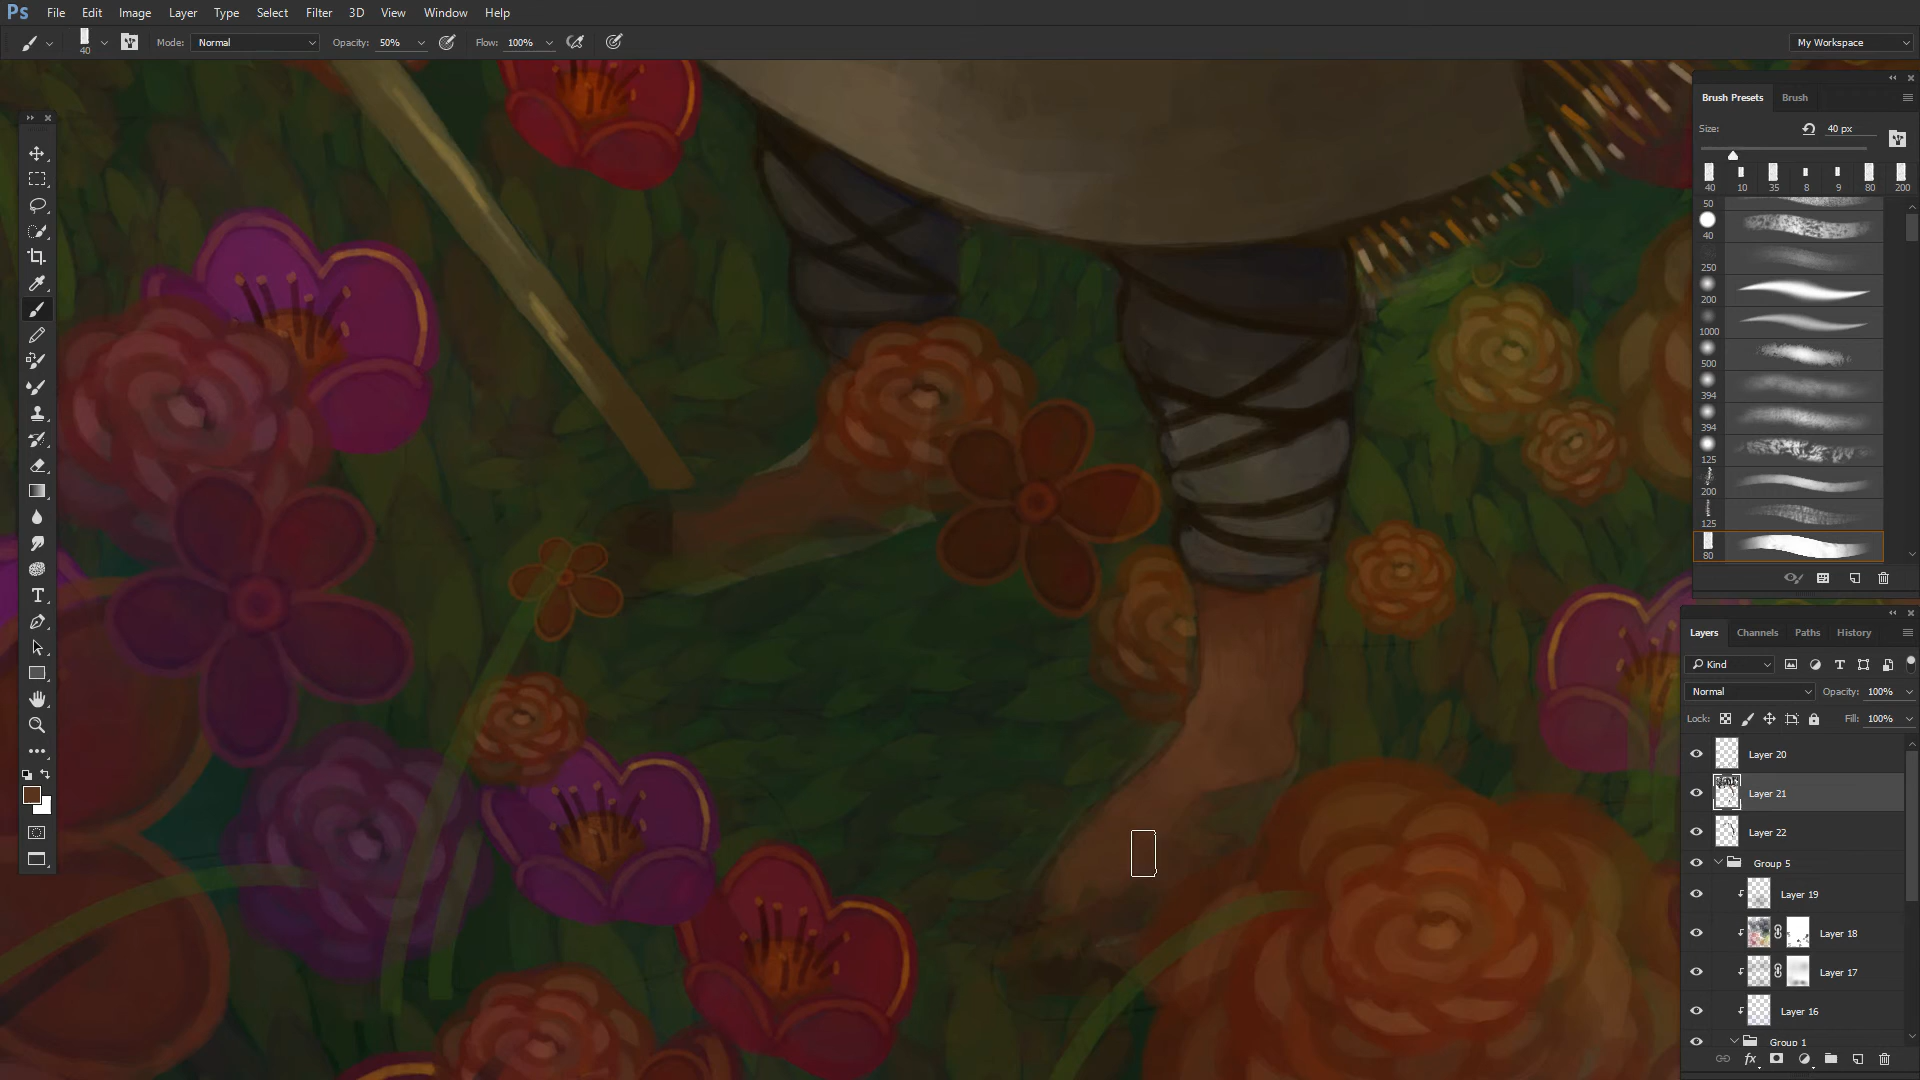 Ps File Edit Image Layer Type Select Filter 3D View Window Help
40 Mode: Normal Opacity: 50% Flow: 100% My Workspace
Brush Presets Brush
Size: 40 px
40 10 35 8 9 80 200
50
40
250
200
1000
500
394
394
125
200
125
80
Layers Channels Paths History
Kind
Normal Opacity: 100%
Lock: Fill: 100%
Layer 20
Layer 21
Layer 22
Group 5
Layer 19
Layer 18
Layer 17
Layer 16
Group 1
fx